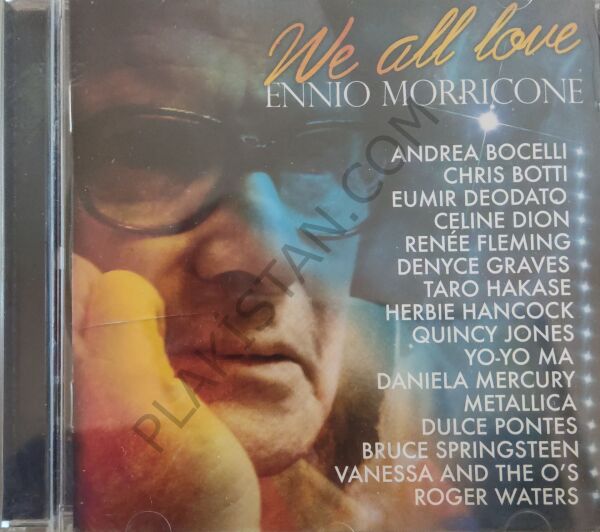 We all love
ENNIO MORRICONE
ANDREA BOCELLI
CHRIS BOTTI
EUMIR DEODATO
CELINE DION
RENÉE FLEMING
DENYCE GRAVES
TARO HAKASE
HERBIE HANCOCK
QUINCY JONES
YO-YO MA
DANIELA MERCURY
METALLICA
DULCE PONTES
BRUCE SPRINGSTEEN
VANESSA AND THE O'S
ROGER WATERS
PLAKISTAN.COM